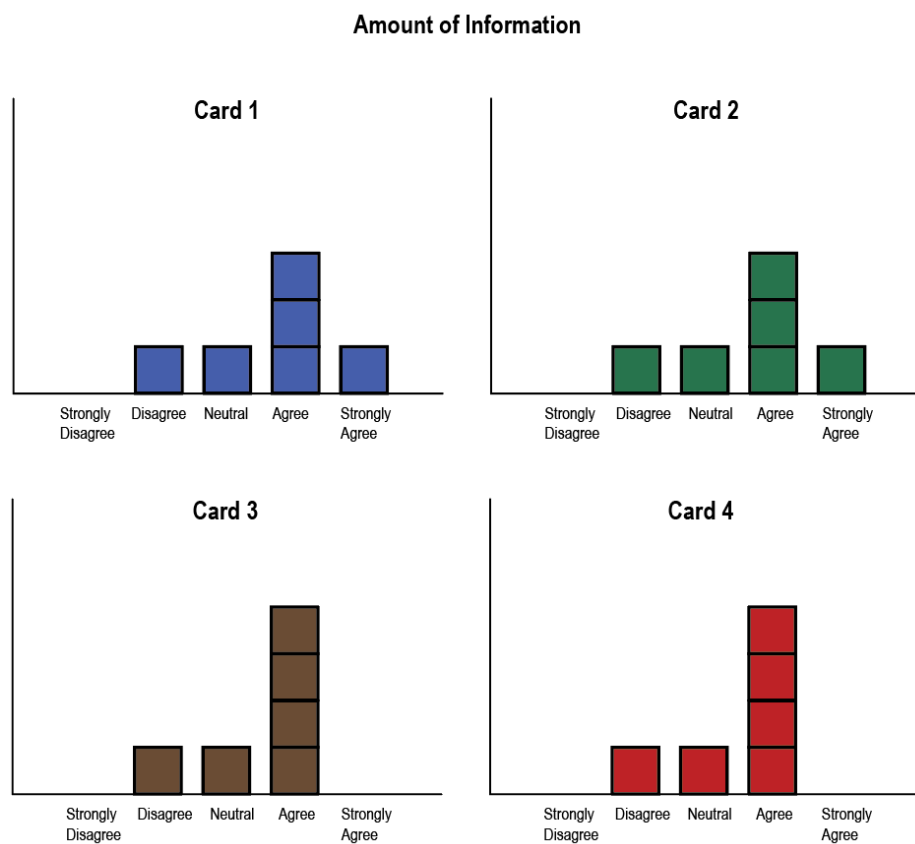 Amount of Information
Card 1
Strongly Disagree
Disagree
Neutral
Agree
Strongly Agree
Card 2
Strongly Disagree
Disagree
Neutral
Agree
Strongly Agree
Card 3
Strongly Disagree
Disagree
Neutral
Agree
Strongly Agree
Card 4
Strongly Disagree
Disagree
Neutral
Agree
Strongly Agree